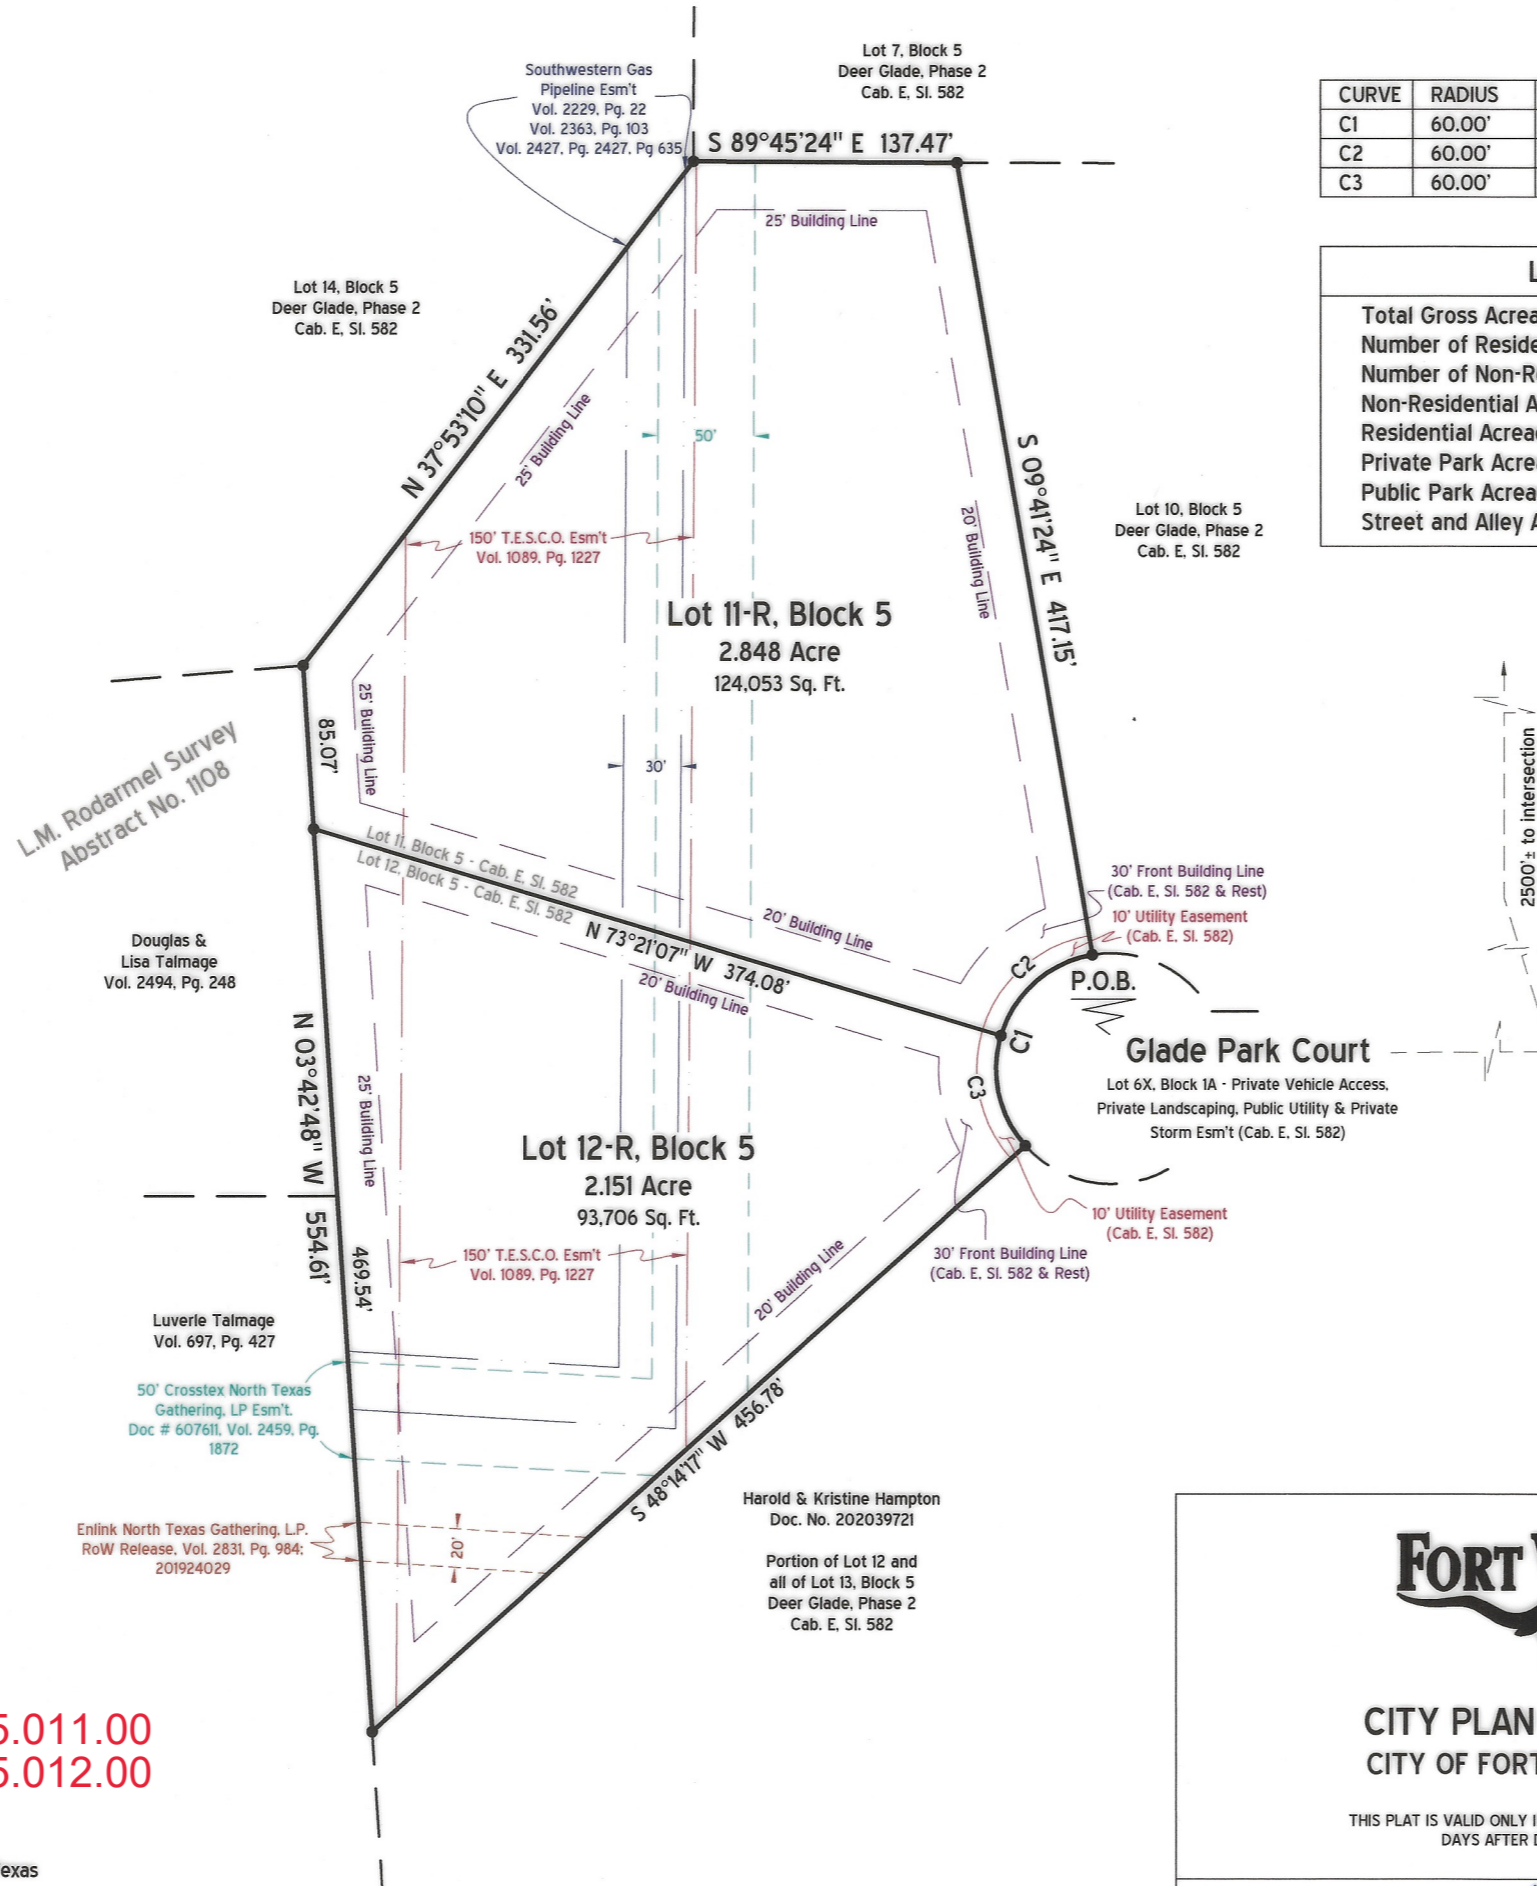 Lot 7, Block 5
Deer Glade, Phase 2
Cab. E, Sl. 582
Southwestern Gas
Pipeline Esm't
Vol. 2229, Pg. 22
Vol. 2363, Pg. 103
Vol. 2427, Pg. 2427, Pg 635
S 89°45'24" E 137.47'
CURVE RADIUS
C1 60.00'
C2 60.00'
C3 60.00'
25' Building Line
L
Total Gross Acrea
Number of Reside
Number of Non-R
Non-Residential A
Residential Acrea
Private Park Acre
Public Park Acrea
Street and Alley A
Lot 14, Block 5
Deer Glade, Phase 2
Cab. E, Sl. 582
N 37°53'10" E 331.56'
25' Building Line
50'
S 09°41'24" E 417.15'
20' Building Line
Lot 10, Block 5
Deer Glade, Phase 2
Cab. E, Sl. 582
150' T.E.S.C.O. Esm't
Vol. 1089, Pg. 1227
Lot 11-R, Block 5
2.848 Acre
124,053 Sq. Ft.
85.07'
25' Building Line
30'
L.M. Rodarmel Survey
Abstract No. 1108
2500'± to intersection
Lot 11, Block 5 - Cab. E, Sl. 582
Lot 12, Block 5 - Cab. E, Sl. 582
30' Front Building Line
(Cab. E, Sl. 582 & Rest)
10' Utility Easement
(Cab. E, Sl. 582)
20' Building Line
N 73°21'07" W 374.08'
20' Building Line
Douglas &
Lisa Talmage
Vol. 2494, Pg. 248
C2
P.O.B.
C1
C3
Glade Park Court
Lot 6X, Block 1A - Private Vehicle Access,
Private Landscaping, Public Utility & Private
Storm Esm't (Cab. E, Sl. 582)
N 03°42'48" W 554.61'
25' Building Line
Lot 12-R, Block 5
2.151 Acre
93,706 Sq. Ft.
469.54'
150' T.E.S.C.O. Esm't
Vol. 1089, Pg. 1227
10' Utility Easement
(Cab. E, Sl. 582)
30' Front Building Line
(Cab. E, Sl. 582 & Rest)
20' Building Line
Luverle Talmage
Vol. 697, Pg. 427
50' Crosstex North Texas
Gathering, LP Esm't.
Doc # 607611, Vol. 2459, Pg.
1872
S 48°14'17" W 456.78'
Harold & Kristine Hampton
Doc. No. 202039721
Portion of Lot 12 and
all of Lot 13, Block 5
Deer Glade, Phase 2
Cab. E, Sl. 582
Enlink North Texas Gathering, L.P.
RoW Release, Vol. 2831, Pg. 984;
201924029
20'
FORT
5.011.00
5.012.00
CITY PLAN
CITY OF FORT
THIS PLAT IS VALID ONLY I
DAYS AFTER D
exas